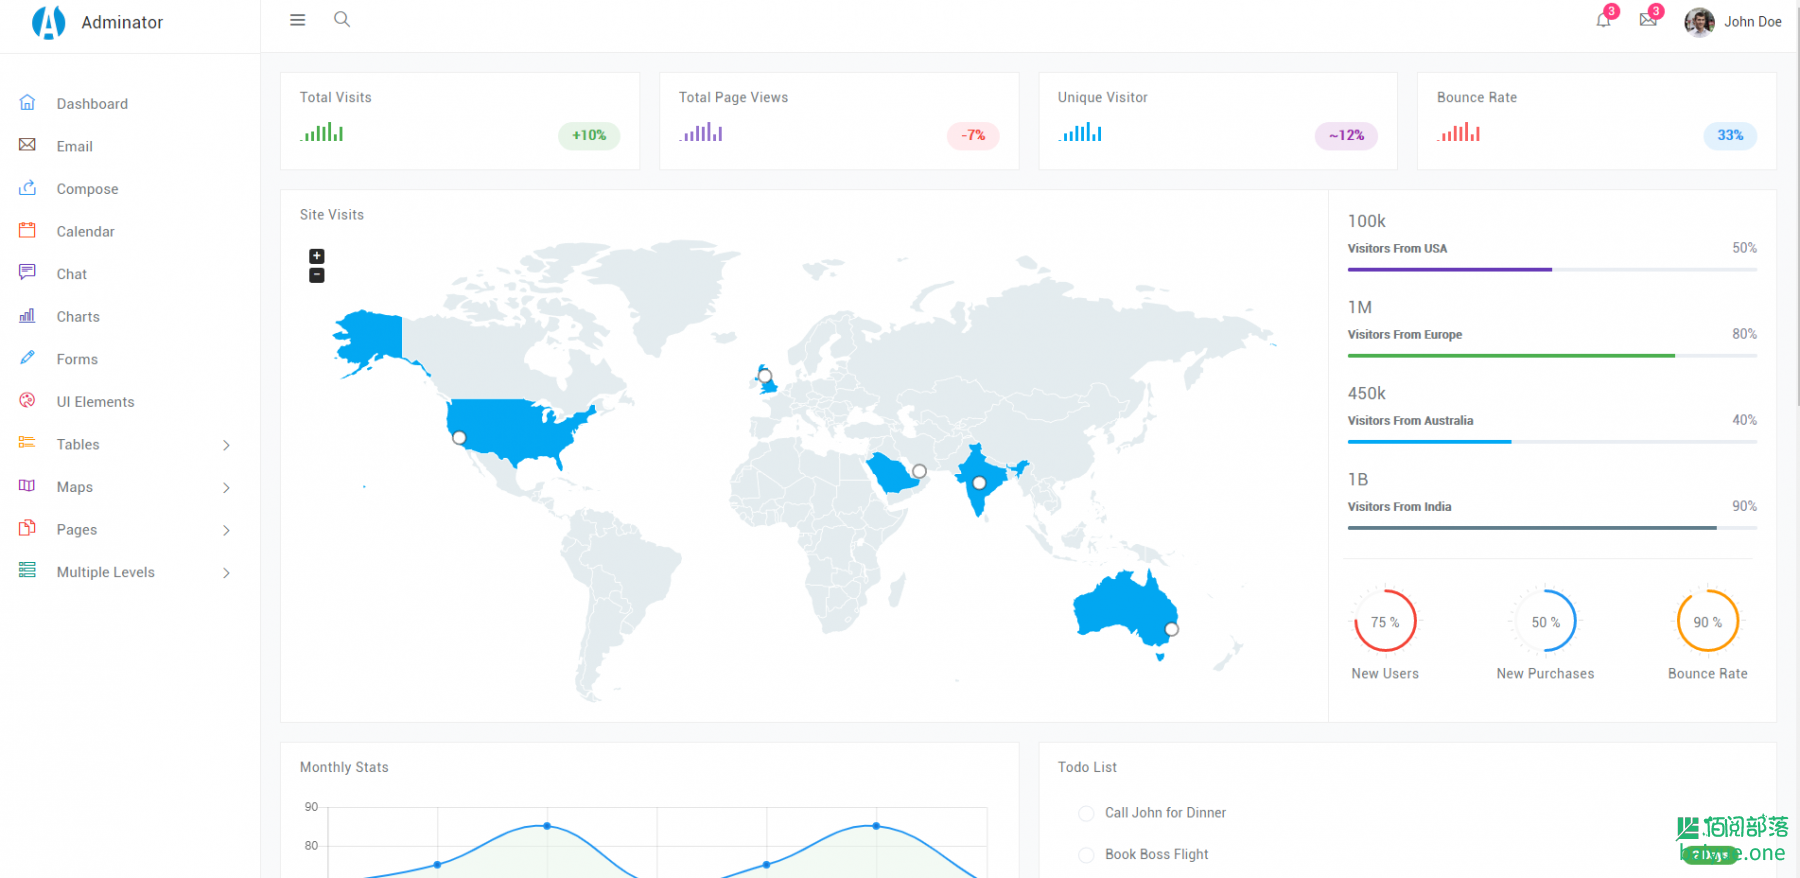 Adminator
3
3
John Doe
Dashboard
Email
Compose
Calendar
Chat
Charts
Forms
UI Elements
Tables
Maps
Pages
Multiple Levels
Total Visits
+10%
Total Page Views
-7%
Unique Visitor
~12%
Bounce Rate
33%
Site Visits
+
−
100k
Visitors From USA
50%
1M
Visitors From Europe
80%
450k
Visitors From Australia
40%
1B
Visitors From India
90%
75 %
New Users
50 %
New Purchases
90 %
Bounce Rate
Monthly Stats
90
80
Todo List
Call John for Dinner
Book Boss Flight
佰阅部落